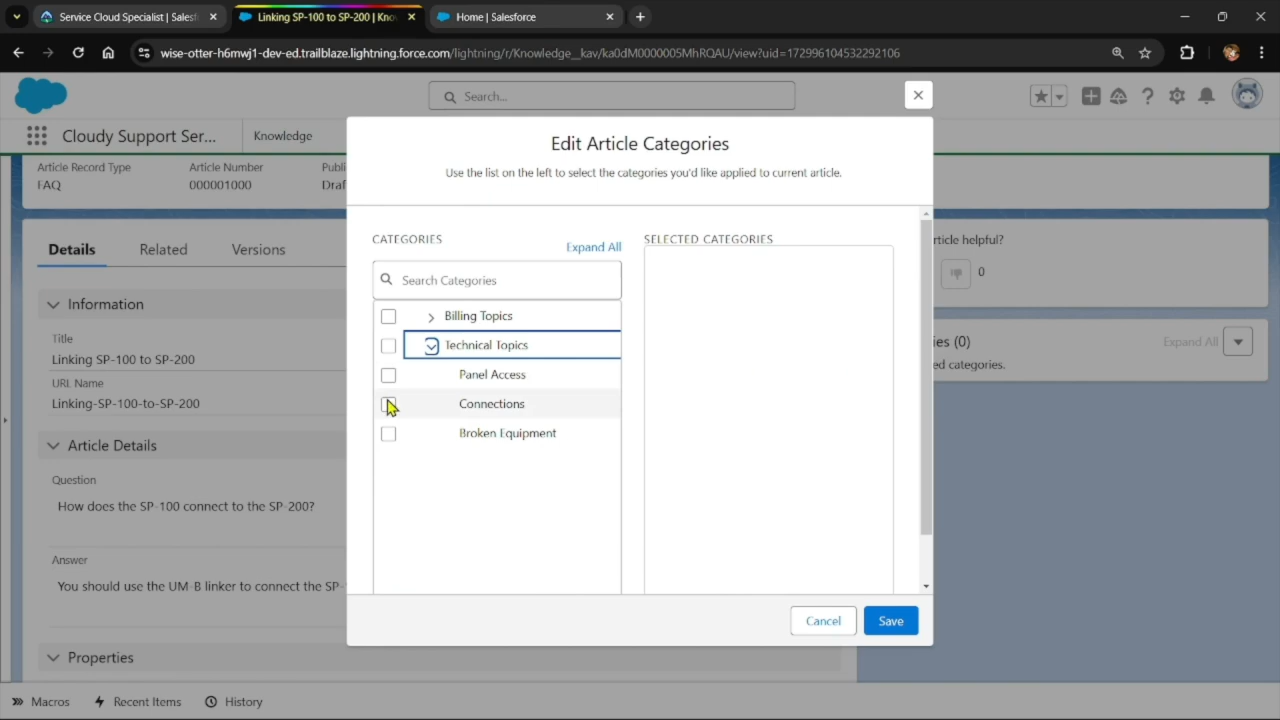 Service Cloud Specialist | Salesf
Linking SP-100 to SP-200 | Kno
Home | Salesforce
wise-otter-h6mwj1-dev-ed.trailblaze.lightning.force.com/lightning/r/Knowledge__kav/ka0dM0000005MhRQAU/view?uid=172996104532292106
Search...
Cloudy Support Ser...
Knowledge
Article Record Type
Article Number
Publi
FAQ
000001000
Draf
Details
Related
Versions
Information
Title
Linking SP-100 to SP-200
URL Name
Linking-SP-100-to-SP-200
Article Details
Question
How does the SP-100 connect to the SP-200?
Answer
You should use the UM-B linker to connect the SP-
Properties
Edit Article Categories
Use the list on the left to select the categories you'd like applied to current article.
CATEGORIES
Expand All
Search Categories
Billing Topics
Technical Topics
Panel Access
Connections
Broken Equipment
SELECTED CATEGORIES
Cancel
Save
rticle helpful?
0
ies (0)
Expand All
ed categories.
Macros
Recent Items
History